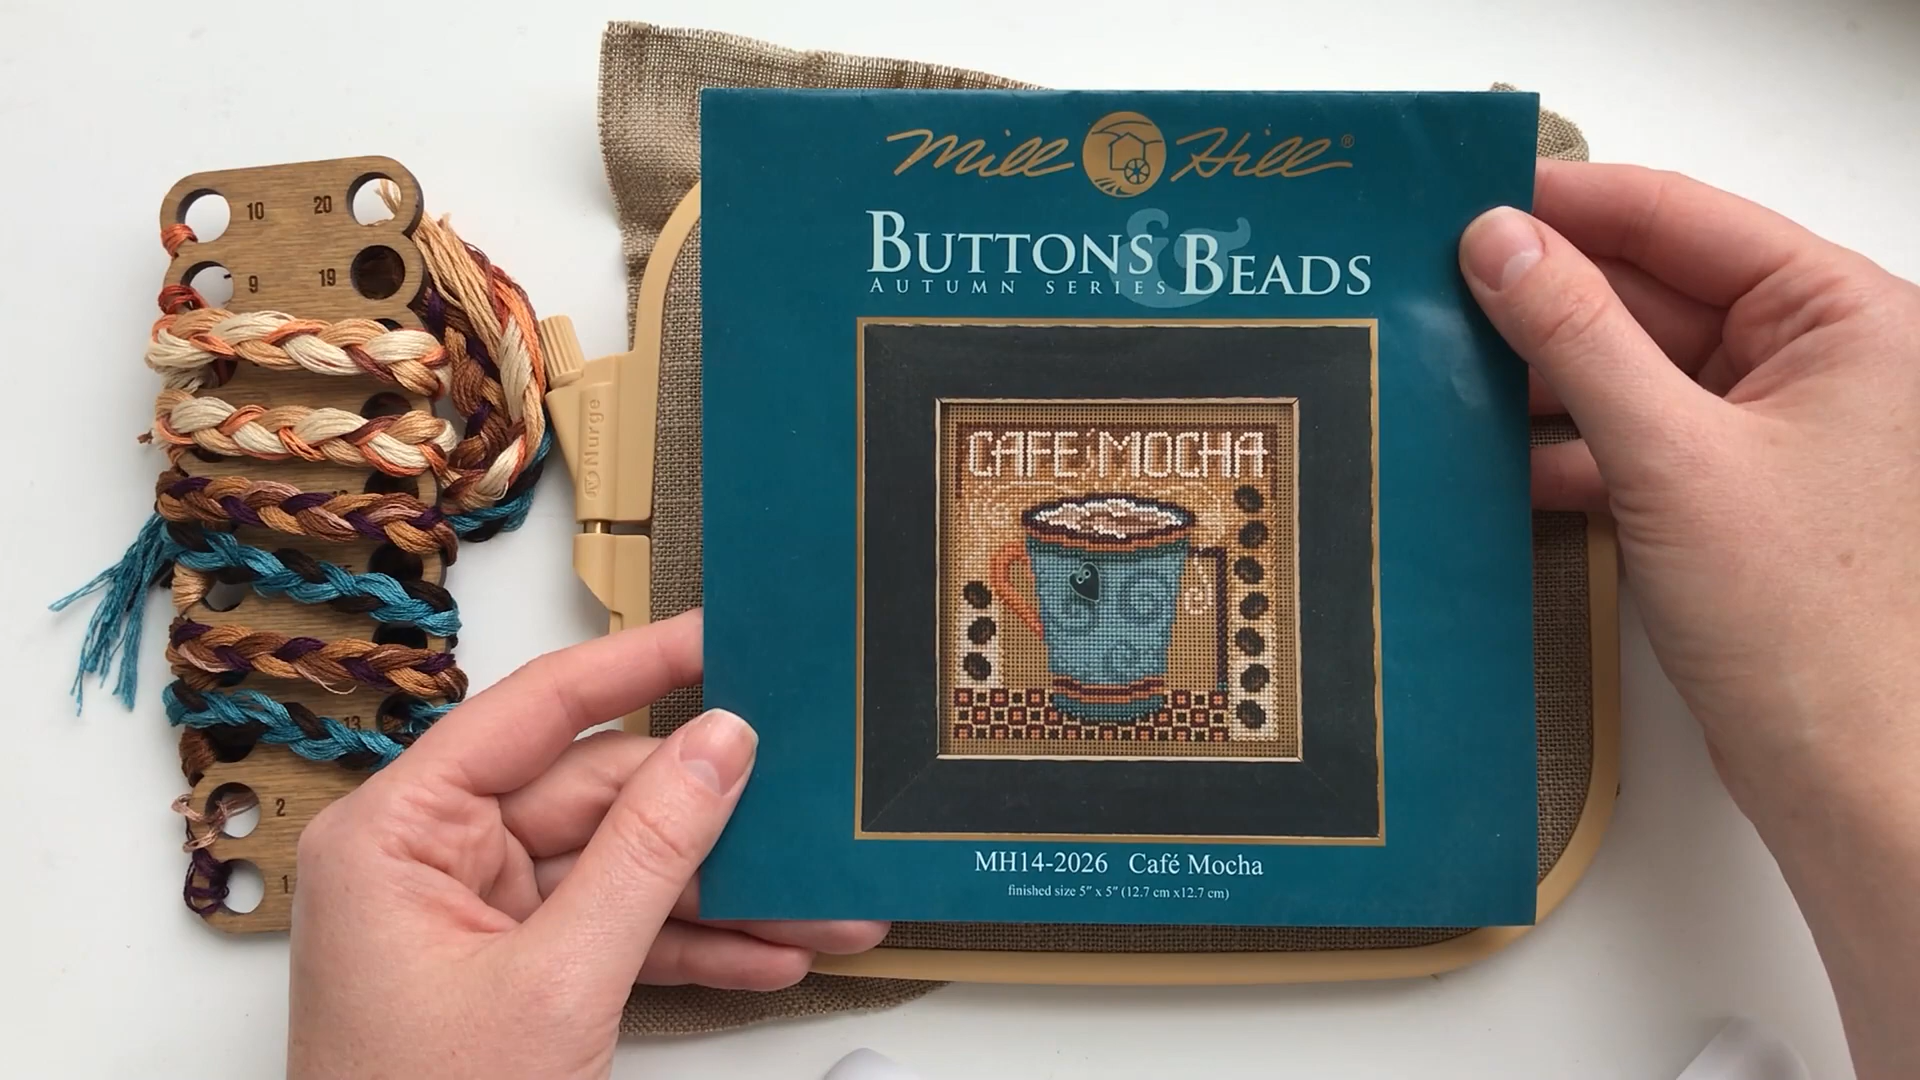 Mill Hill®
BUTTONS & BEADS
AUTUMN SERIES
CAFE MOCHA
MH14-2026 Café Mocha
finished size 5" x 5" (12.7 cm x12.7 cm)
10 20
9 19
13
2
1
Nurge